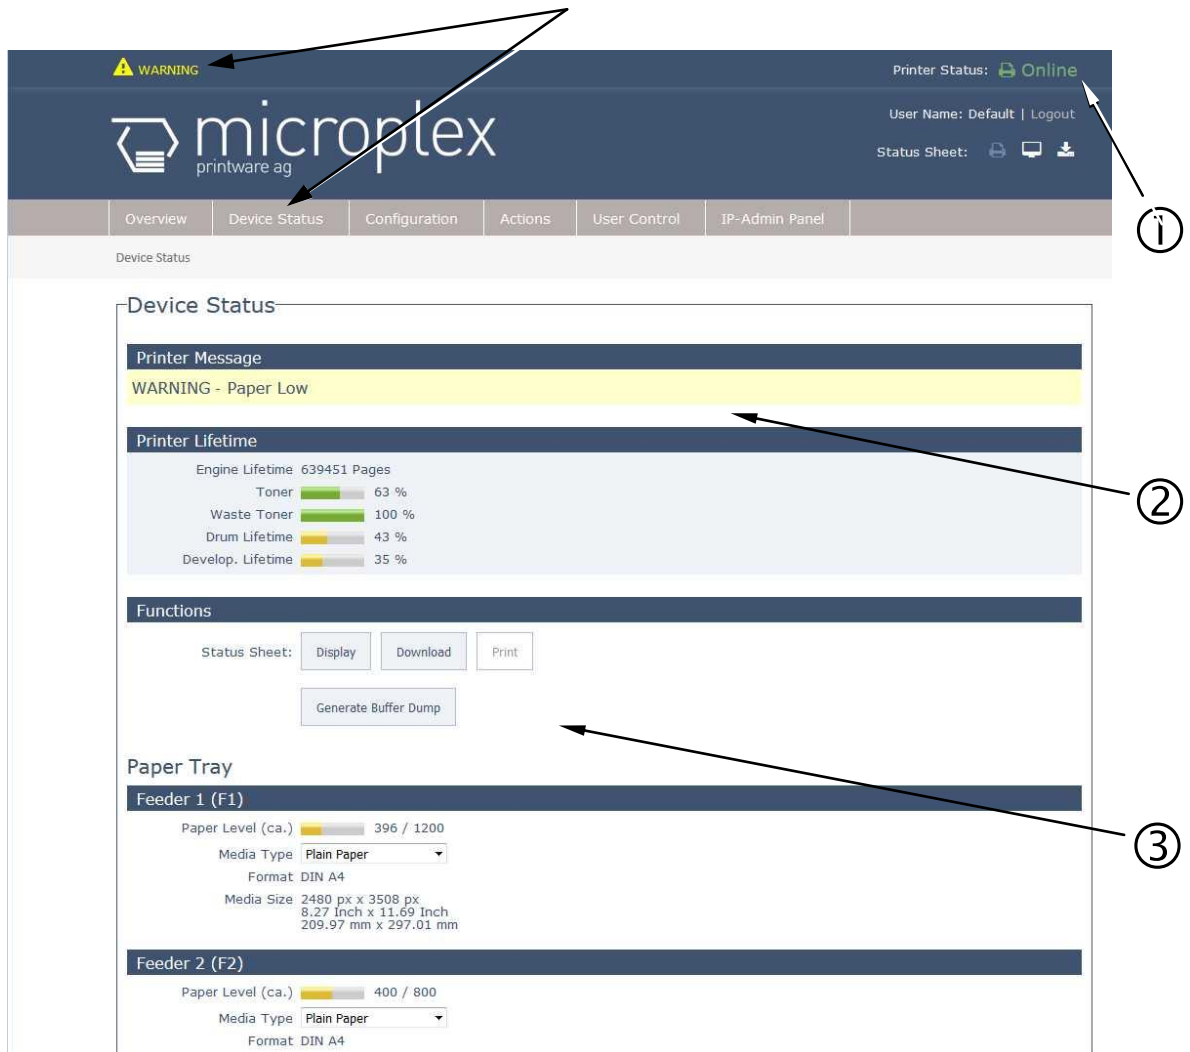 WARNING
Printer Status: Online
microplex
printware ag
User Name: Default | Logout
Status Sheet:
Overview Device Status Configuration Actions User Control IP-Admin Panel
①
Device Status
Device Status
Printer Message
WARNING - Paper Low
Printer Lifetime
Engine Lifetime 639451 Pages
Toner 63 %
Waste Toner 100 %
②
Drum Lifetime 43 %
Develop. Lifetime 35 %
Functions
Status Sheet: Display Download Print
Generate Buffer Dump
Paper Tray
Feeder 1 (F1)
Paper Level (ca.) 396 / 1200
③
Media Type Plain Paper
Format DIN A4
Media Size 2480 px x 3508 px
8.27 Inch x 11.69 Inch
209.97 mm x 297.01 mm
Feeder 2 (F2)
Paper Level (ca.) 400 / 800
Media Type Plain Paper
Format DIN A4